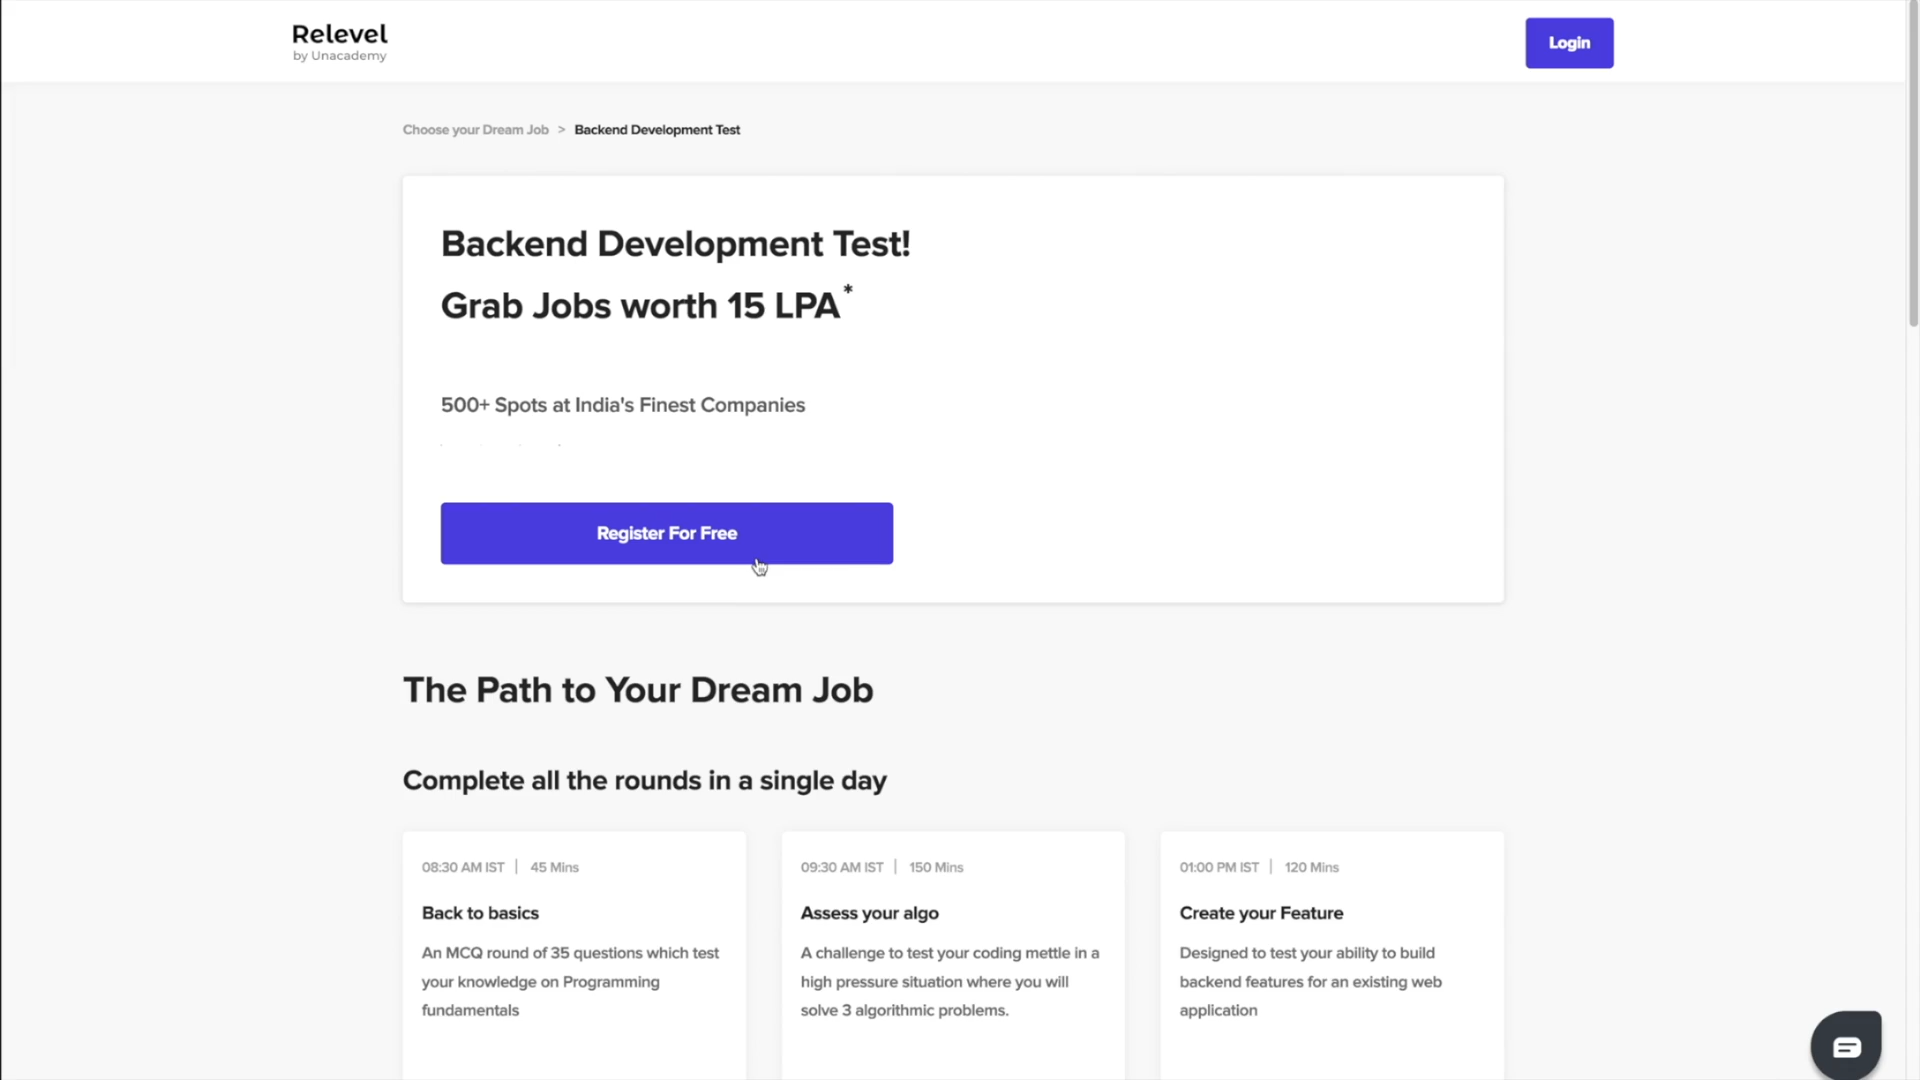 Relevel
by Unacademy
Login
Choose your Dream Job > Backend Development Test
Backend Development Test!
Grab Jobs worth 15 LPA*
500+ Spots at India's Finest Companies
Register For Free
The Path to Your Dream Job
Complete all the rounds in a single day
08:30 AM IST | 45 Mins
Back to basics
An MCQ round of 35 questions which test
your knowledge on Programming
fundamentals
09:30 AM IST | 150 Mins
Assess your algo
A challenge to test your coding mettle in a
high pressure situation where you will
solve 3 algorithmic problems.
01:00 PM IST | 120 Mins
Create your Feature
Designed to test your ability to build
backend features for an existing web
application